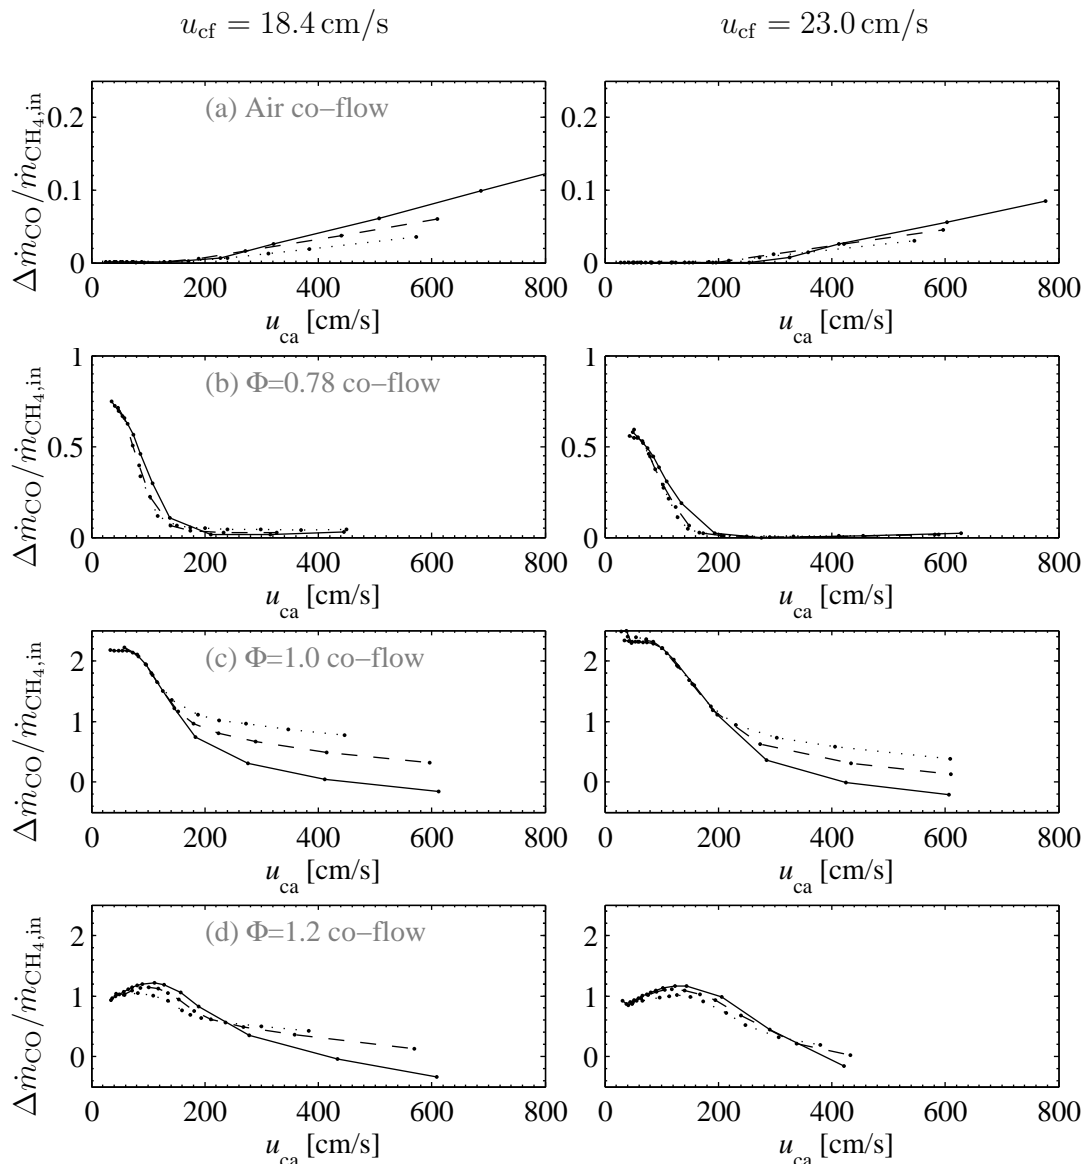 u_cf = 18.4 cm/s u_cf = 23.0 cm/s
(a) Air co−flow
Δṁ_CO/ṁ_CH₄,in
0.2 0.2
0.1 0.1
0 0
0 200 400 600 800 0 200 400 600 800
u_ca [cm/s] u_ca [cm/s]
(b) Φ=0.78 co−flow
Δṁ_CO/ṁ_CH₄,in
1 1
0.5 0.5
0 0
0 200 400 600 800 0 200 400 600 800
u_ca [cm/s] u_ca [cm/s]
(c) Φ=1.0 co−flow
Δṁ_CO/ṁ_CH₄,in
2 2
1 1
0 0
0 200 400 600 800 0 200 400 600 800
u_ca [cm/s] u_ca [cm/s]
(d) Φ=1.2 co−flow
Δṁ_CO/ṁ_CH₄,in
2 2
1 1
0 0
0 200 400 600 800 0 200 400 600 800
u_ca [cm/s] u_ca [cm/s]